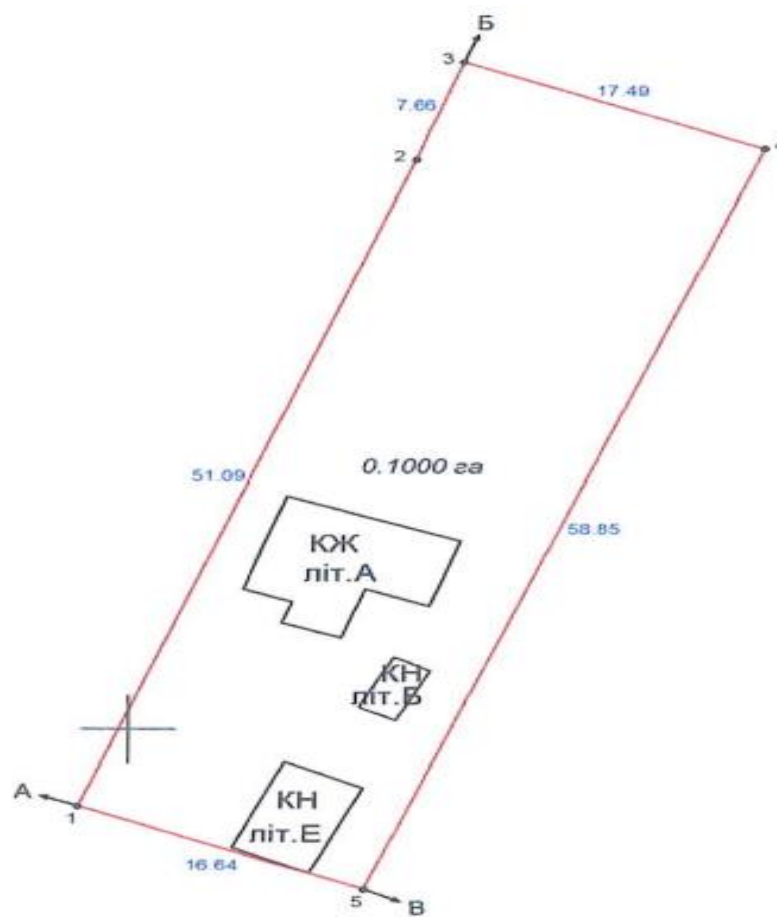 Б
3
17.49
7.66
2
51.09
0.1000 га
58.85
КЖ
літ.А
КН
літ.Б
А
1
КН
літ.Е
16.64
5
В